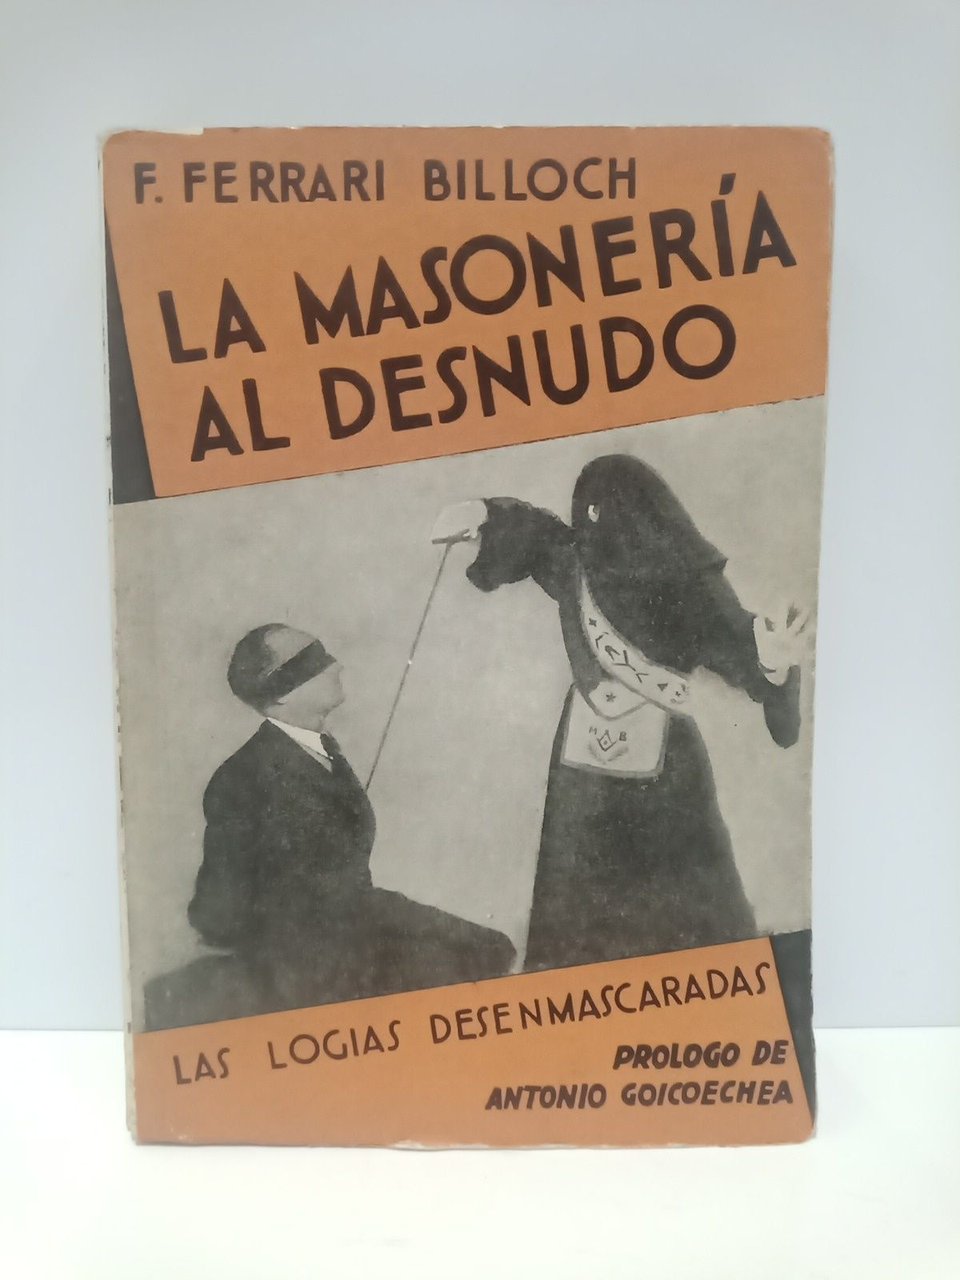 F. FERRARI BILLOCH
LA MASONERÍA
AL DESNUDO
M B
LAS LOGIAS DESENMASCARADAS
PROLOGO DE
ANTONIO GOICOECHEA